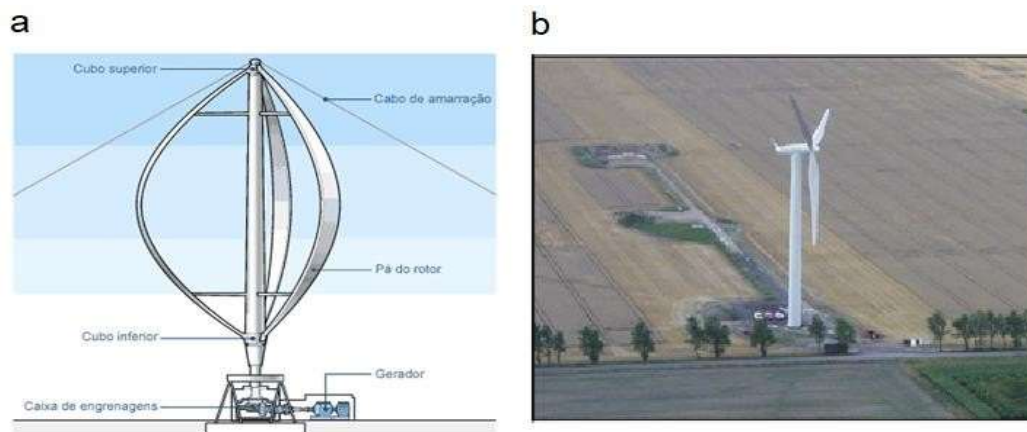 a
b
Cubo superior
Cabo de amarração
Pá do rotor
Cubo inferior
Gerador
Caixa de engrenagens